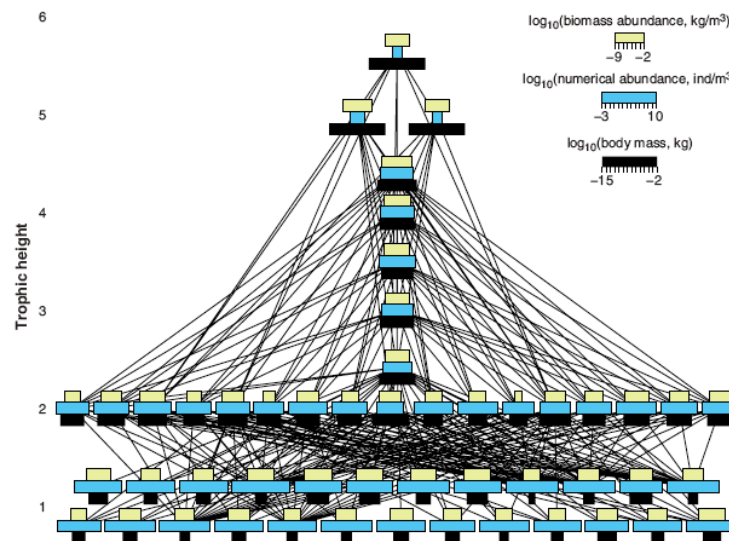 6
log10(biomass abundance, kg/m3)
−9 −2
log10(numerical abundance, ind/m3
−3 10
5
log10(body mass, kg)
−15 −2
4
Trophic height
3
2
1